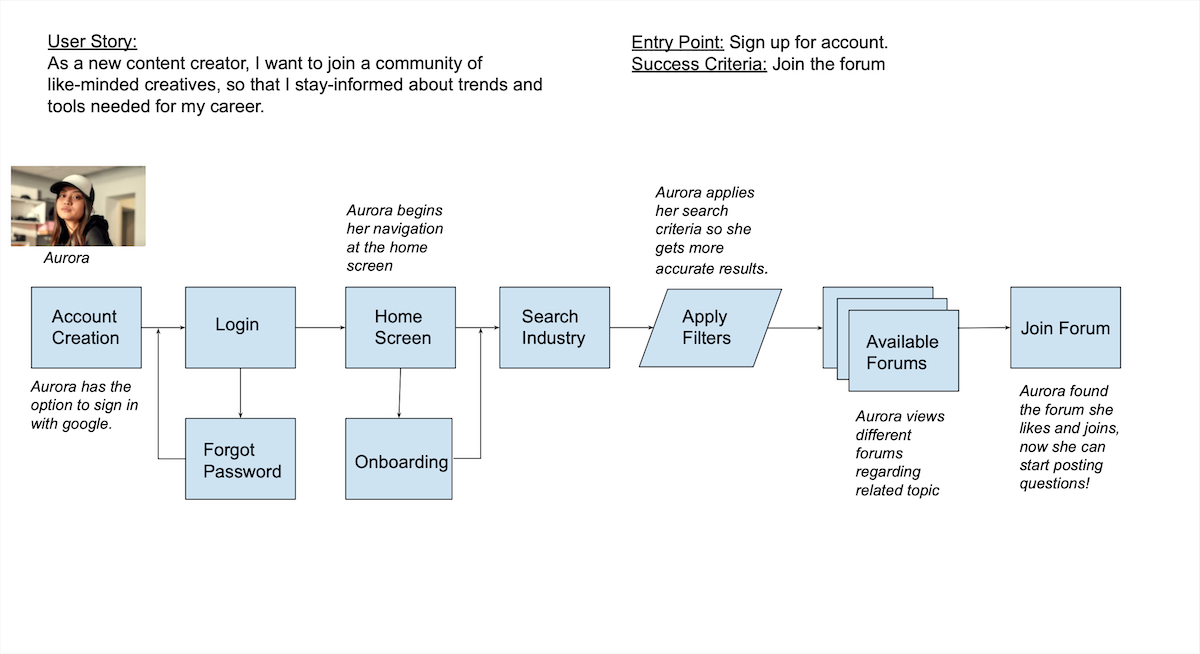 User Story:
As a new content creator, I want to join a community of
like-minded creatives, so that I stay-informed about trends and
tools needed for my career.
Entry Point: Sign up for account.
Success Criteria: Join the forum
Aurora
Aurora begins
her navigation
at the home
screen
Aurora applies
her search
criteria so she
gets more
accurate results.
Account
Creation
Login
Home
Screen
Search
Industry
Apply
Filters
Available
Forums
Join Forum
Aurora has the
option to sign in
with google.
Forgot
Password
Onboarding
Aurora views
different
forums
regarding
related topic
Aurora found
the forum she
likes and joins,
now she can
start posting
questions!